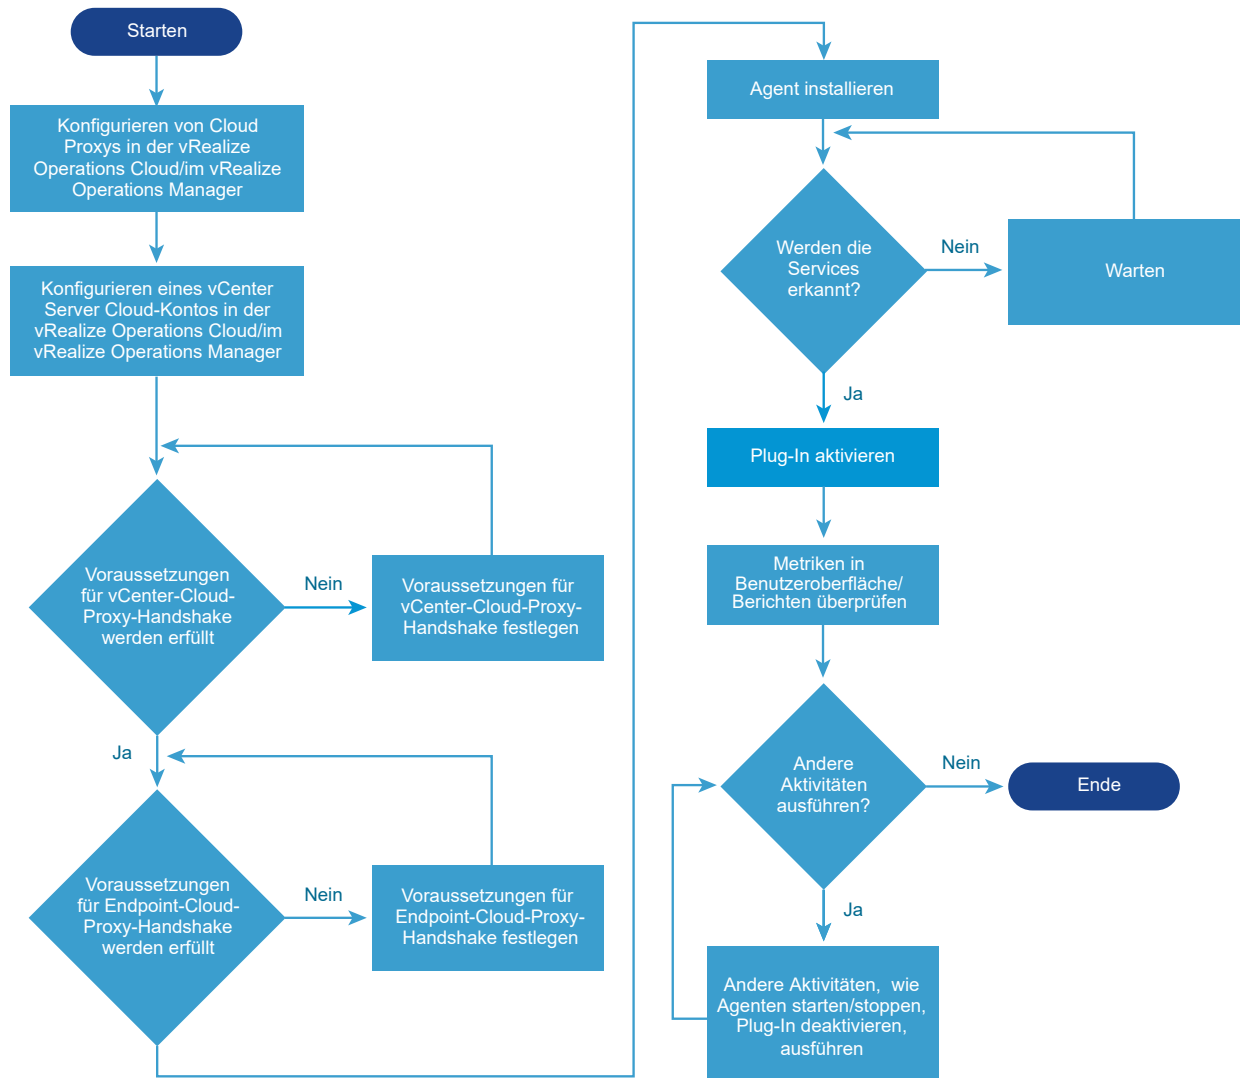 Starten
Konfigurieren von Cloud
Proxys in der vRealize
Operations Cloud/im vRealize
Operations Manager
Konfigurieren eines vCenter
Server Cloud-Kontos in der
vRealize Operations Cloud/im
vRealize Operations Manager
Voraussetzungen
für vCenter-Cloud-
Proxy-Handshake
werden erfüllt
Nein
Voraussetzungen für
vCenter-Cloud-Proxy-
Handshake festlegen
Ja
Voraussetzungen
für Endpoint-Cloud-
Proxy-Handshake
werden erfüllt
Nein
Voraussetzungen für
Endpoint-Cloud-Proxy-
Handshake festlegen
Agent installieren
Werden die
Services
erkannt?
Nein
Warten
Ja
Plug-In aktivieren
Metriken in
Benutzeroberfläche/
Berichten überprüfen
Andere
Aktivitäten
ausführen?
Nein
Ende
Ja
Andere Aktivitäten, wie
Agenten starten/stoppen,
Plug-In deaktivieren,
ausführen